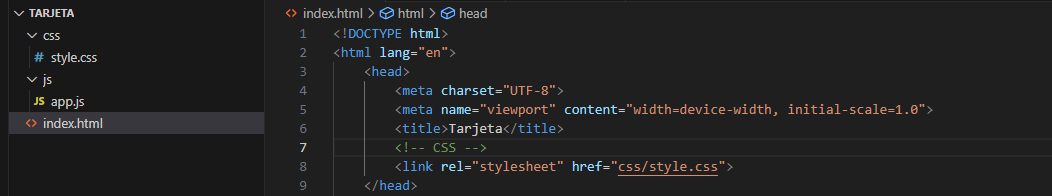 TARJETA
css
# style.css
js
JS app.js
<> index.html
<> index.html > html > head
1 <!DOCTYPE html>
2 <html lang="en">
3 <head>
4 <meta charset="UTF-8">
5 <meta name="viewport" content="width=device-width, initial-scale=1.0">
6 <title>Tarjeta</title>
7 <!-- CSS -->
8 <link rel="stylesheet" href="css/style.css">
9 </head>